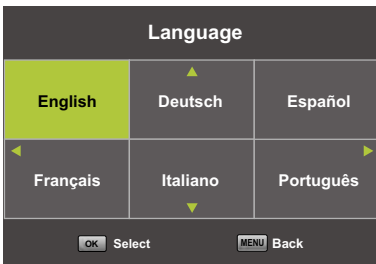 Language
English Deutsch Español
Français Italiano Português
OK Select MENU Back